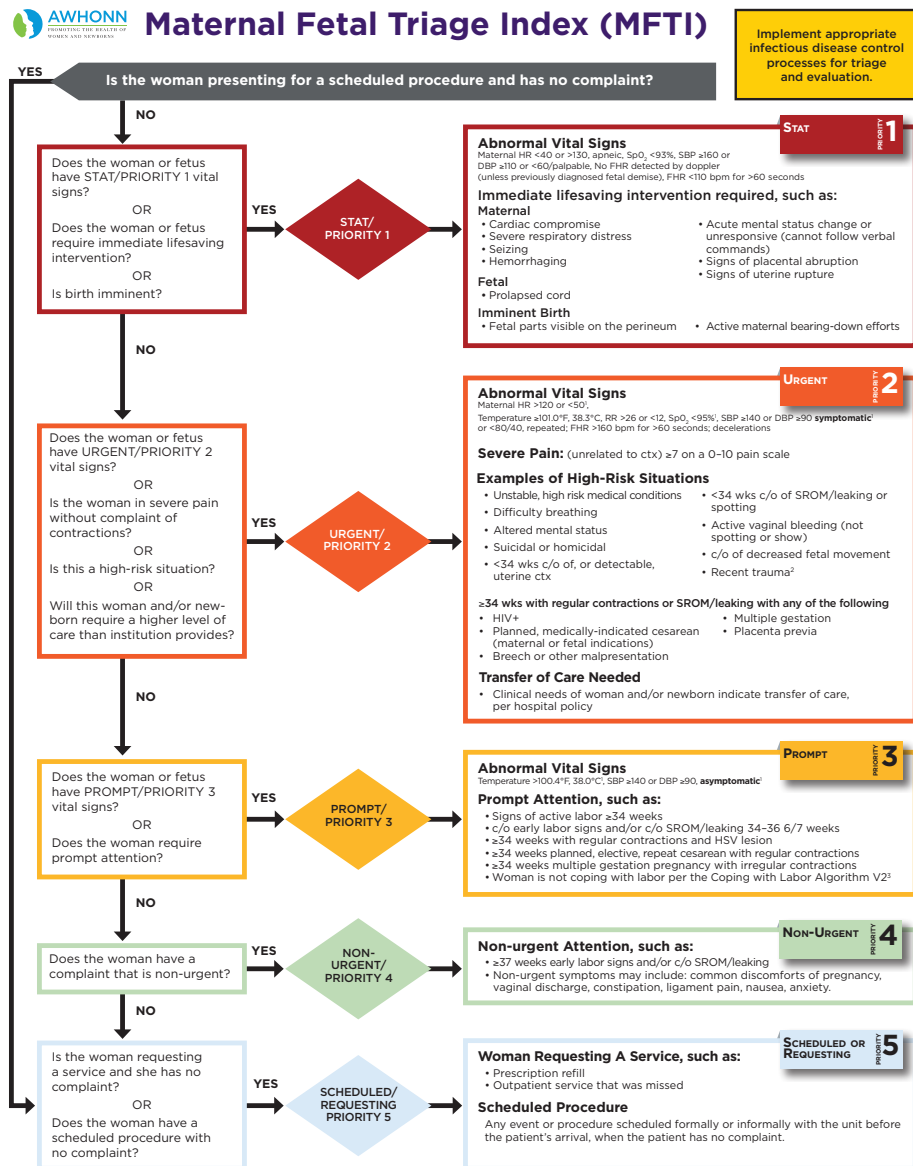 AWHONN
PROMOTING THE HEALTH OF
WOMEN AND NEWBORNS
Maternal Fetal Triage Index (MFTI)
Implement appropriate
infectious disease control
processes for triage
and evaluation.
YES
Is the woman presenting for a scheduled procedure and has no complaint?
NO
Does the woman or fetus
have STAT/PRIORITY 1 vital
signs?
OR
Does the woman or fetus
require immediate lifesaving
intervention?
OR
Is birth imminent?
YES
STAT/
PRIORITY 1
STAT
PRIORITY 1
Abnormal Vital Signs
Maternal HR <40 or >130, apneic, SpO₂ <93%, SBP ≥160 or
DBP ≥110 or <60/palpable, No FHR detected by doppler
(unless previously diagnosed fetal demise), FHR <110 bpm for >60 seconds
Immediate lifesaving intervention required, such as:
Maternal
• Cardiac compromise
• Severe respiratory distress
• Seizing
• Hemorrhaging
• Acute mental status change or
unresponsive (cannot follow verbal
commands)
• Signs of placental abruption
• Signs of uterine rupture
Fetal
• Prolapsed cord
Imminent Birth
• Fetal parts visible on the perineum • Active maternal bearing-down efforts
NO
Does the woman or fetus
have URGENT/PRIORITY 2
vital signs?
OR
Is the woman in severe pain
without complaint of
contractions?
OR
Is this a high-risk situation?
OR
Will this woman and/or new-
born require a higher level of
care than institution provides?
YES
URGENT/
PRIORITY 2
URGENT
PRIORITY 2
Abnormal Vital Signs
Maternal HR >120 or <50¹,
Temperature ≥101.0°F, 38.3°C, RR >26 or <12, SpO₂ <95%¹, SBP ≥140 or DBP ≥90 symptomatic¹
or <80/40, repeated; FHR >160 bpm for >60 seconds; decelerations
Severe Pain: (unrelated to ctx) ≥7 on a 0–10 pain scale
Examples of High-Risk Situations
• Unstable, high risk medical conditions
• Difficulty breathing
• Altered mental status
• Suicidal or homicidal
• <34 wks c/o of, or detectable,
uterine ctx
• <34 wks c/o of SROM/leaking or
spotting
• Active vaginal bleeding (not
spotting or show)
• c/o of decreased fetal movement
• Recent trauma²
≥34 wks with regular contractions or SROM/leaking with any of the following
• HIV+
• Planned, medically-indicated cesarean
(maternal or fetal indications)
• Breech or other malpresentation
• Multiple gestation
• Placenta previa
Transfer of Care Needed
• Clinical needs of woman and/or newborn indicate transfer of care,
per hospital policy
NO
Does the woman or fetus
have PROMPT/PRIORITY 3
vital signs?
OR
Does the woman require
prompt attention?
YES
PROMPT/
PRIORITY 3
PROMPT
PRIORITY 3
Abnormal Vital Signs
Temperature >100.4°F, 38.0°C¹, SBP ≥140 or DBP ≥90, asymptomatic¹
Prompt Attention, such as:
• Signs of active labor ≥34 weeks
• c/o early labor signs and/or c/o SROM/leaking 34–36 6/7 weeks
• ≥34 weeks with regular contractions and HSV lesion
• ≥34 weeks planned, elective, repeat cesarean with regular contractions
• ≥34 weeks multiple gestation pregnancy with irregular contractions
• Woman is not coping with labor per the Coping with Labor Algorithm V2³
NO
Does the woman have a
complaint that is non-urgent?
YES
NON-
URGENT/
PRIORITY 4
NON-URGENT
PRIORITY 4
Non-urgent Attention, such as:
• ≥37 weeks early labor signs and/or c/o SROM/leaking
• Non-urgent symptoms may include: common discomforts of pregnancy,
vaginal discharge, constipation, ligament pain, nausea, anxiety.
NO
Is the woman requesting
a service and she has no
complaint?
OR
Does the woman have a
scheduled procedure with
no complaint?
YES
SCHEDULED/
REQUESTING
PRIORITY 5
SCHEDULED OR
REQUESTING
PRIORITY 5
Woman Requesting A Service, such as:
• Prescription refill
• Outpatient service that was missed
Scheduled Procedure
Any event or procedure scheduled formally or informally with the unit before
the patient's arrival, when the patient has no complaint.